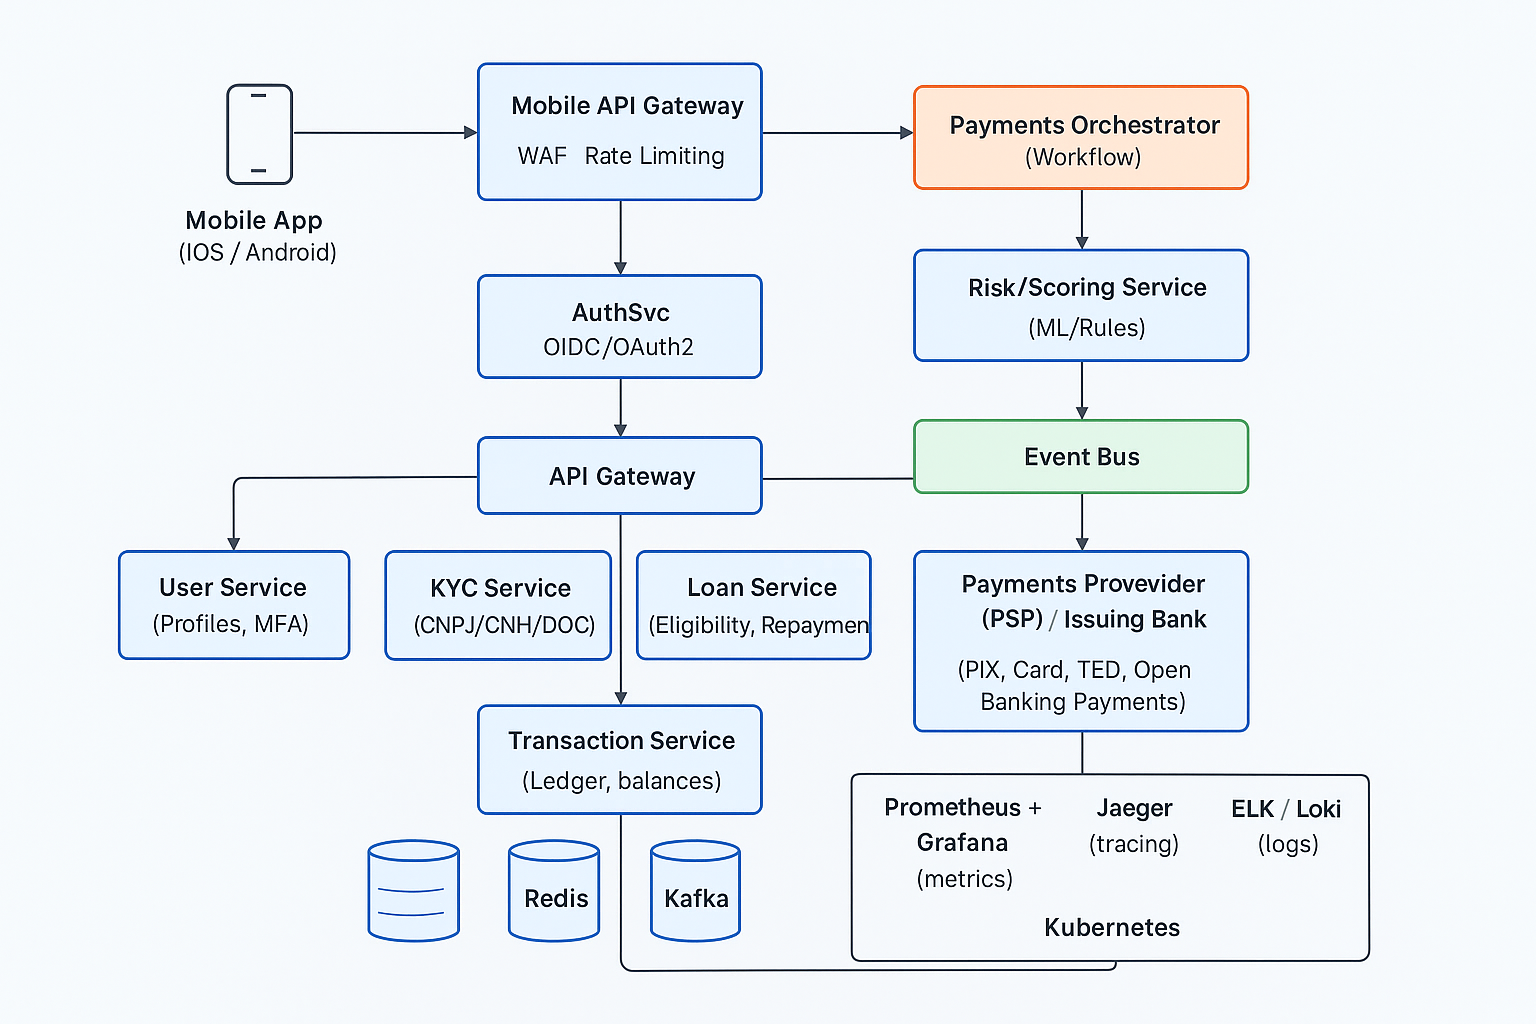 Mobile API Gateway
WAF Rate Limiting
Payments Orchestrator
(Workflow)
Mobile App
(IOS / Android)
AuthSvc
OIDC/OAuth2
Risk/Scoring Service
(ML/Rules)
API Gateway
Event Bus
User Service
(Profiles, MFA)
KYC Service
(CNPJ/CNH/DOC)
Loan Service
(Eligibility, Repaymen
Payments Provevider
(PSP) / Issuing Bank
(PIX, Card, TED, Open
Banking Payments)
Transaction Service
(Ledger, balances)
Redis
Kafka
Prometheus +
Grafana
(metrics)
Jaeger
(tracing)
ELK / Loki
(logs)
Kubernetes